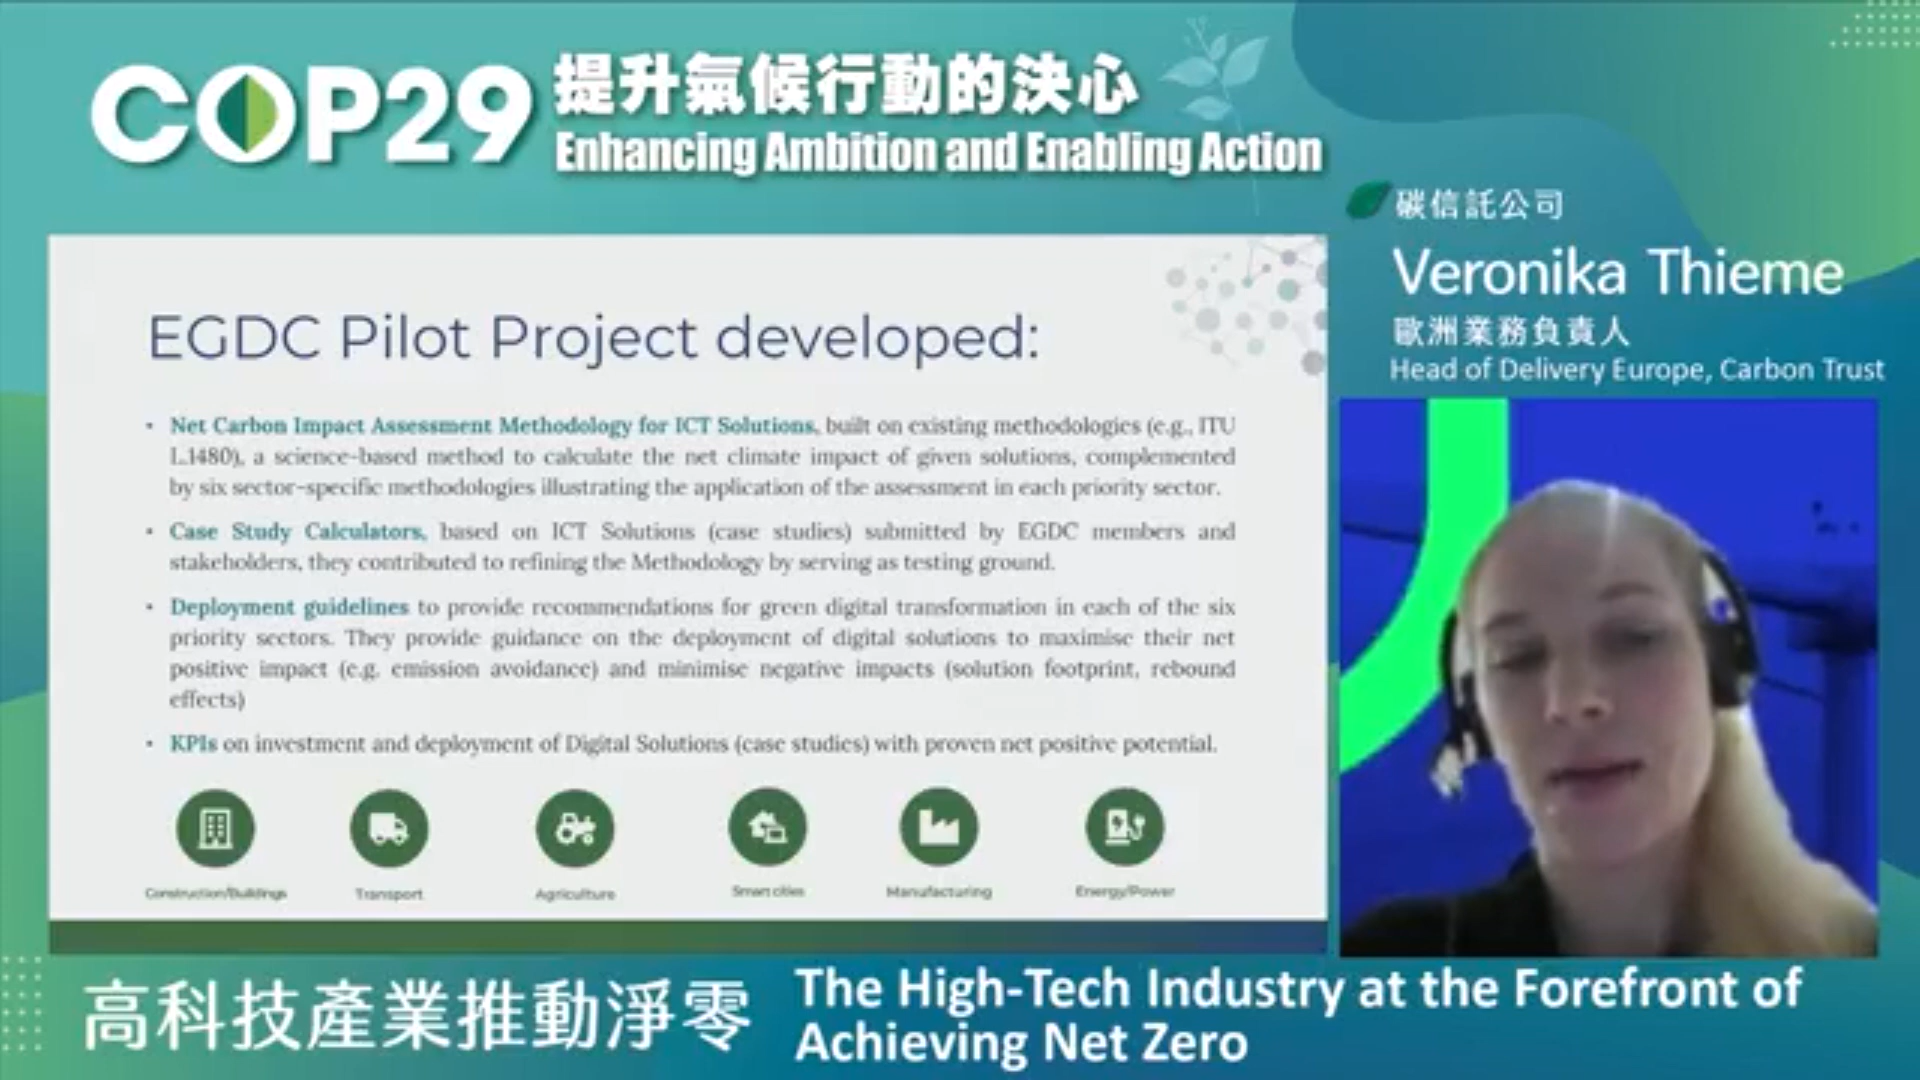 COP29
提升氣候行動的決心
Enhancing Ambition and Enabling Action
碳信託公司
Veronika Thieme
歐洲業務負責人
Head of Delivery Europe, Carbon Trust
EGDC Pilot Project developed:
• Net Carbon Impact Assessment Methodology for ICT Solutions, built on existing methodologies (e.g., ITU
L.1480), a science-based method to calculate the net climate impact of given solutions, complemented
by six sector-specific methodologies illustrating the application of the assessment in each priority sector.
• Case Study Calculators, based on ICT Solutions (case studies) submitted by EGDC members and
stakeholders, they contributed to refining the Methodology by serving as testing ground.
• Deployment guidelines to provide recommendations for green digital transformation in each of the six
priority sectors. They provide guidance on the deployment of digital solutions to maximise their net
positive impact (e.g. emission avoidance) and minimise negative impacts (solution footprint, rebound
effects)
• KPIs on investment and deployment of Digital Solutions (case studies) with proven net positive potential.
Construction/Buildings
Transport
Agriculture
Smart cities
Manufacturing
Energy/Power
高科技產業推動淨零
The High-Tech Industry at the Forefront of
Achieving Net Zero